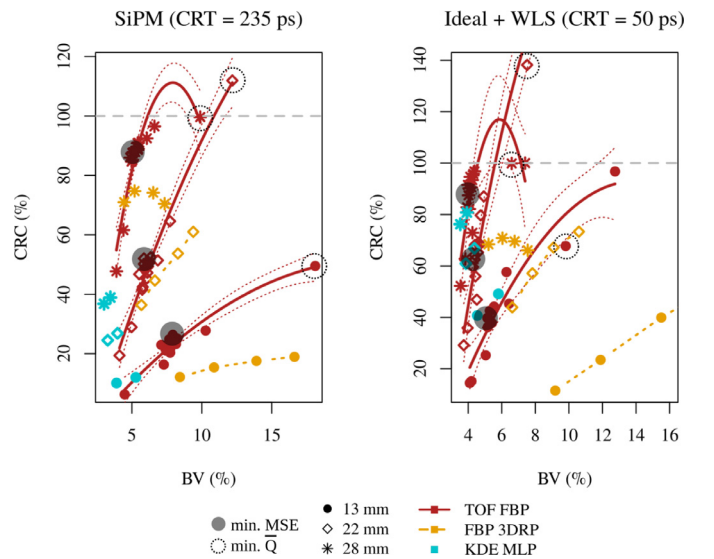 SiPM (CRT = 235 ps)
Ideal + WLS (CRT = 50 ps)
120
100
80
60
40
20
CRC (%)
5
10
15
BV (%)
140
120
100
80
60
40
20
CRC (%)
4
6
8
10
12
14
16
BV (%)
min. MSE
min. Q̅
13 mm
22 mm
28 mm
TOF FBP
FBP 3DRP
KDE MLP